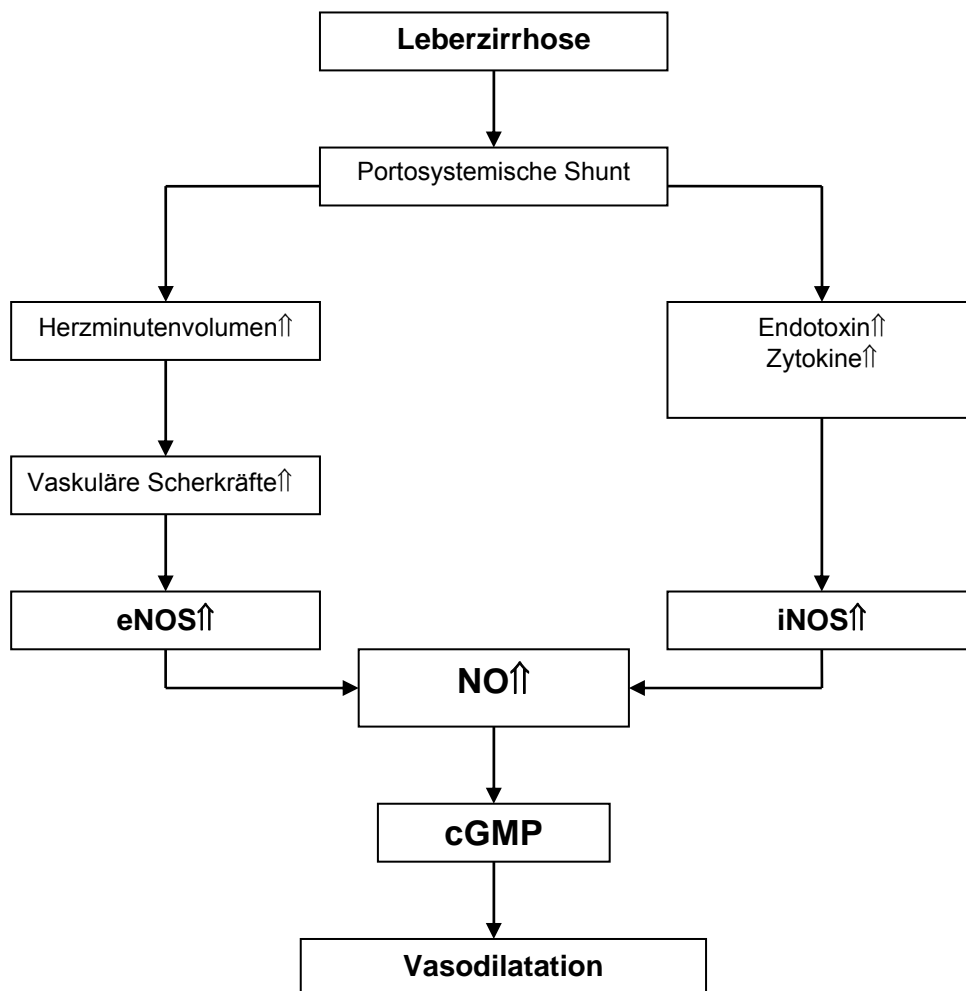 Leberzirrhose
Portosystemische Shunt
Herzminutenvolumen⇑
Endotoxin⇑
Zytokine⇑
Vaskuläre Scherkräfte⇑
eNOS⇑
iNOS⇑
NO⇑
cGMP
Vasodilatation